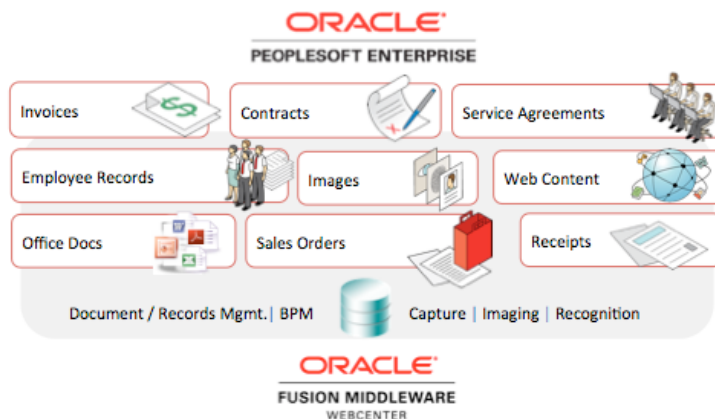 ORACLE
PEOPLESOFT ENTERPRISE
Invoices
Contracts
Service Agreements
Employee Records
Images
Web Content
Office Docs
Sales Orders
Receipts
Document / Records Mgmt.| BPM
Capture | Imaging | Recognition
ORACLE
FUSION MIDDLEWARE
WEBCENTER